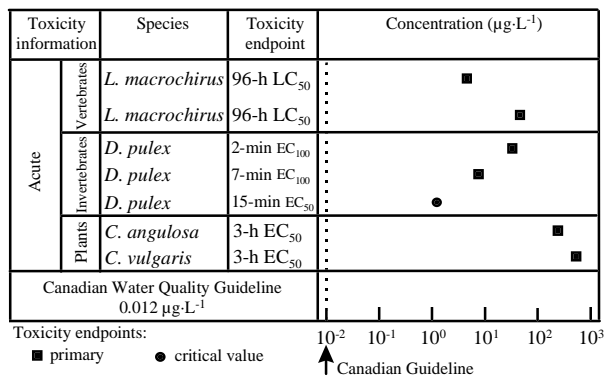 Toxicity information Species Toxicity endpoint Concentration (µg·L-1)
Acute
Vertebrates
L. macrochirus 96-h LC50
L. macrochirus 96-h LC50
Invertebrates
D. pulex 2-min EC100
D. pulex 7-min EC100
D. pulex 15-min EC50
Plants
C. angulosa 3-h EC50
C. vulgaris 3-h EC50
Canadian Water Quality Guideline
0.012 µg·L-1
Toxicity endpoints:
primary critical value
10-2 10-1 100 101 102 103
Canadian Guideline